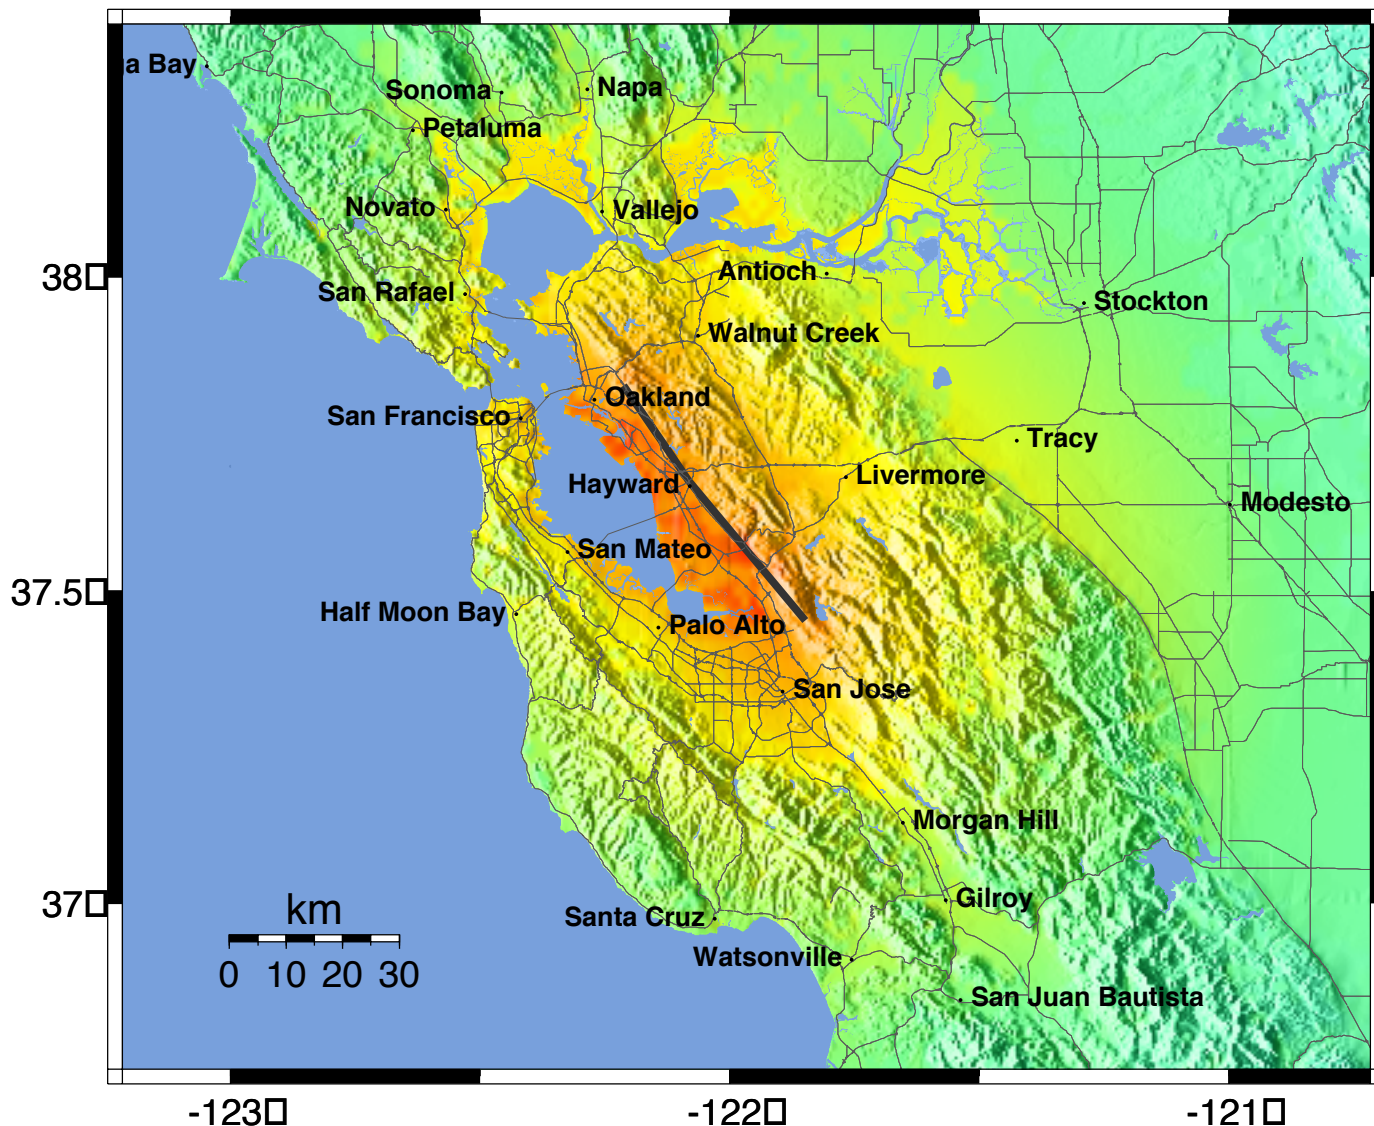 ga Bay
Sonoma
Napa
Petaluma
Novato
Vallejo
38
Antioch
San Rafael
Stockton
Walnut Creek
Oakland
San Francisco
Tracy
Livermore
Hayward
Modesto
San Mateo
37.5
Half Moon Bay
Palo Alto
San Jose
Morgan Hill
37
km
Gilroy
Santa Cruz
Watsonville
0 10 20 30
San Juan Bautista
-123 -122 -121